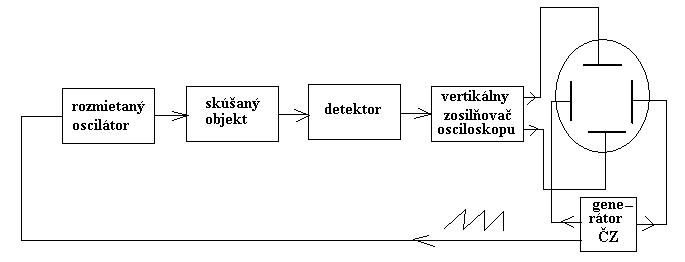 rozmietaný
oscilátor
skúšaný
objekt
detektor
vertikálny
zosilňovač
osciloskopu
gene–
rátor
ČZ